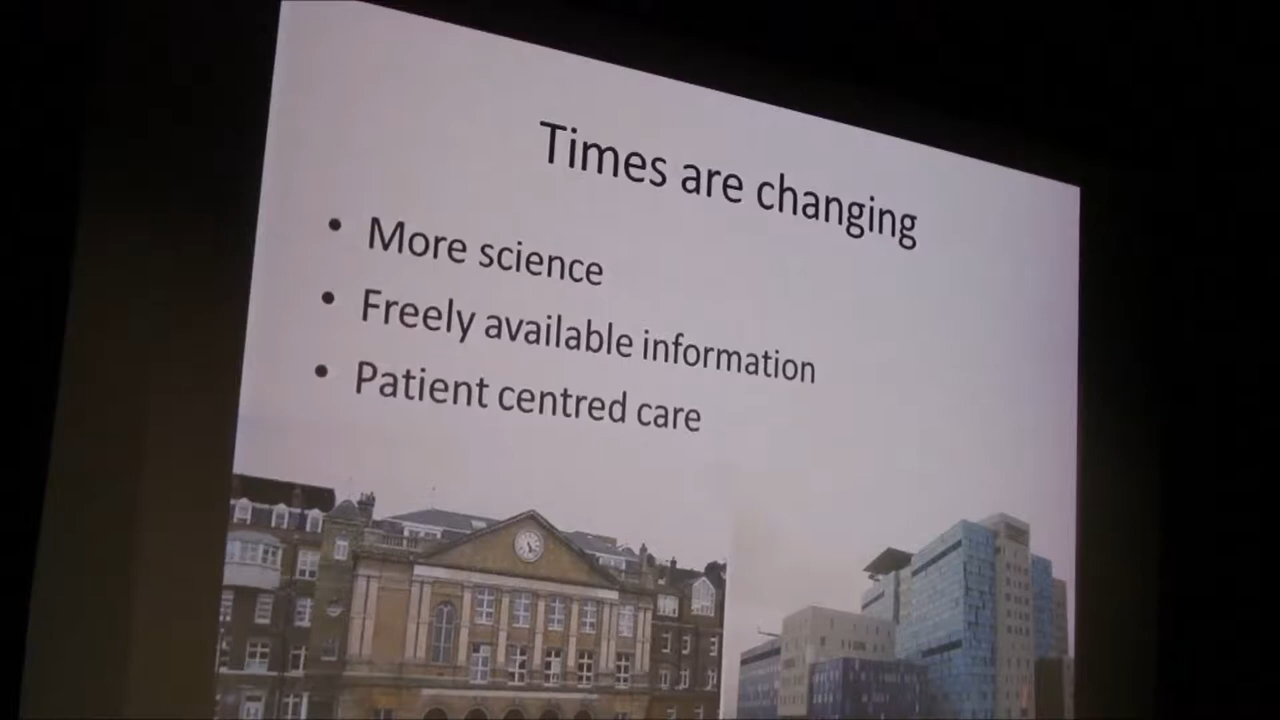 Times are changing
• More science
• Freely available information
• Patient centred care